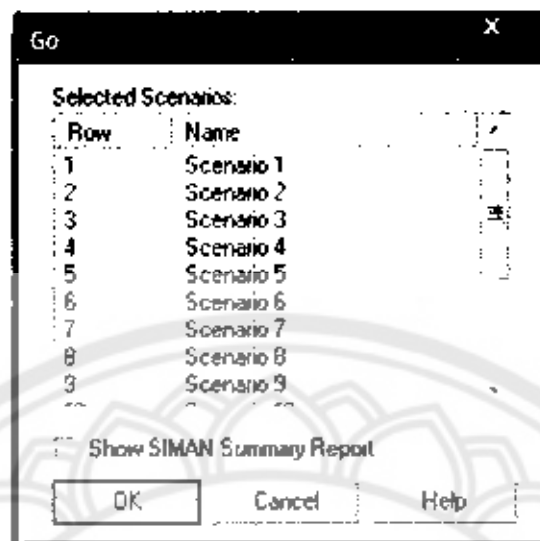 Go X
Selected Scenarios:
Row Name
1 Scenario 1
2 Scenario 2
3 Scenario 3
4 Scenario 4
5 Scenario 5
6 Scenario 6
7 Scenario 7
8 Scenario 8
9 Scenario 9
Show SIMAN Summary Report
OK Cancel Help